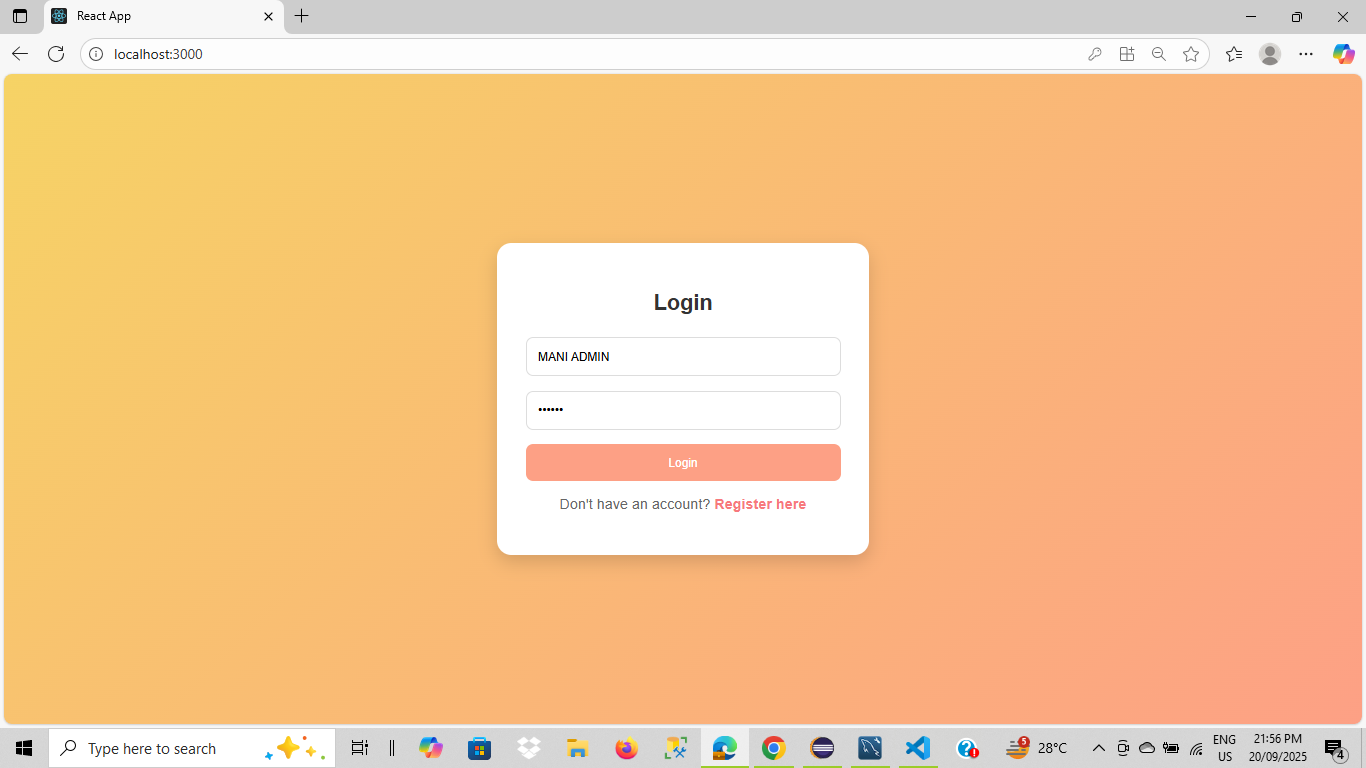 React App
localhost:3000
Login
MANI ADMIN
••••••
Login
Don't have an account? Register here
Type here to search
5
28°C
ENG
US
21:56 PM
20/09/2025
4